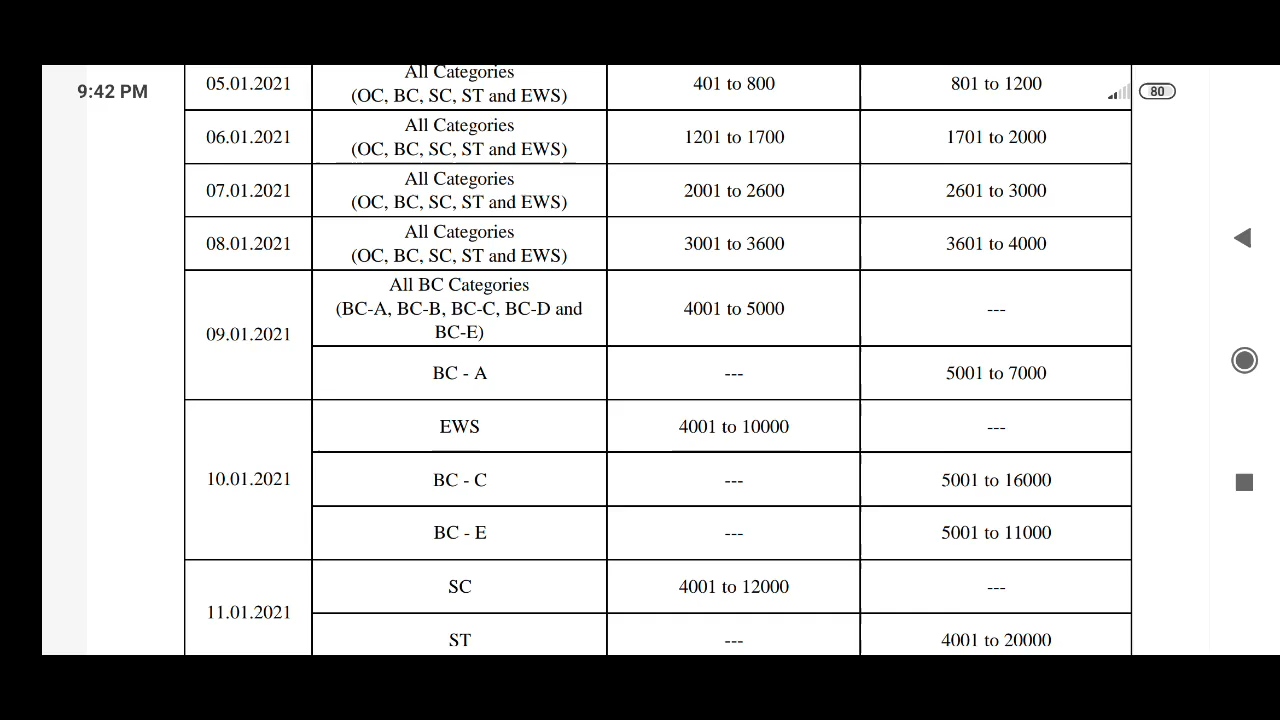 9:42 PM
80
05.01.2021
All Categories
(OC, BC, SC, ST and EWS)
401 to 800
801 to 1200
06.01.2021
All Categories
(OC, BC, SC, ST and EWS)
1201 to 1700
1701 to 2000
07.01.2021
All Categories
(OC, BC, SC, ST and EWS)
2001 to 2600
2601 to 3000
08.01.2021
All Categories
(OC, BC, SC, ST and EWS)
3001 to 3600
3601 to 4000
09.01.2021
All BC Categories
(BC-A, BC-B, BC-C, BC-D and
BC-E)
4001 to 5000
---
BC - A
---
5001 to 7000
10.01.2021
EWS
4001 to 10000
---
BC - C
---
5001 to 16000
BC - E
---
5001 to 11000
11.01.2021
SC
4001 to 12000
---
ST
---
4001 to 20000